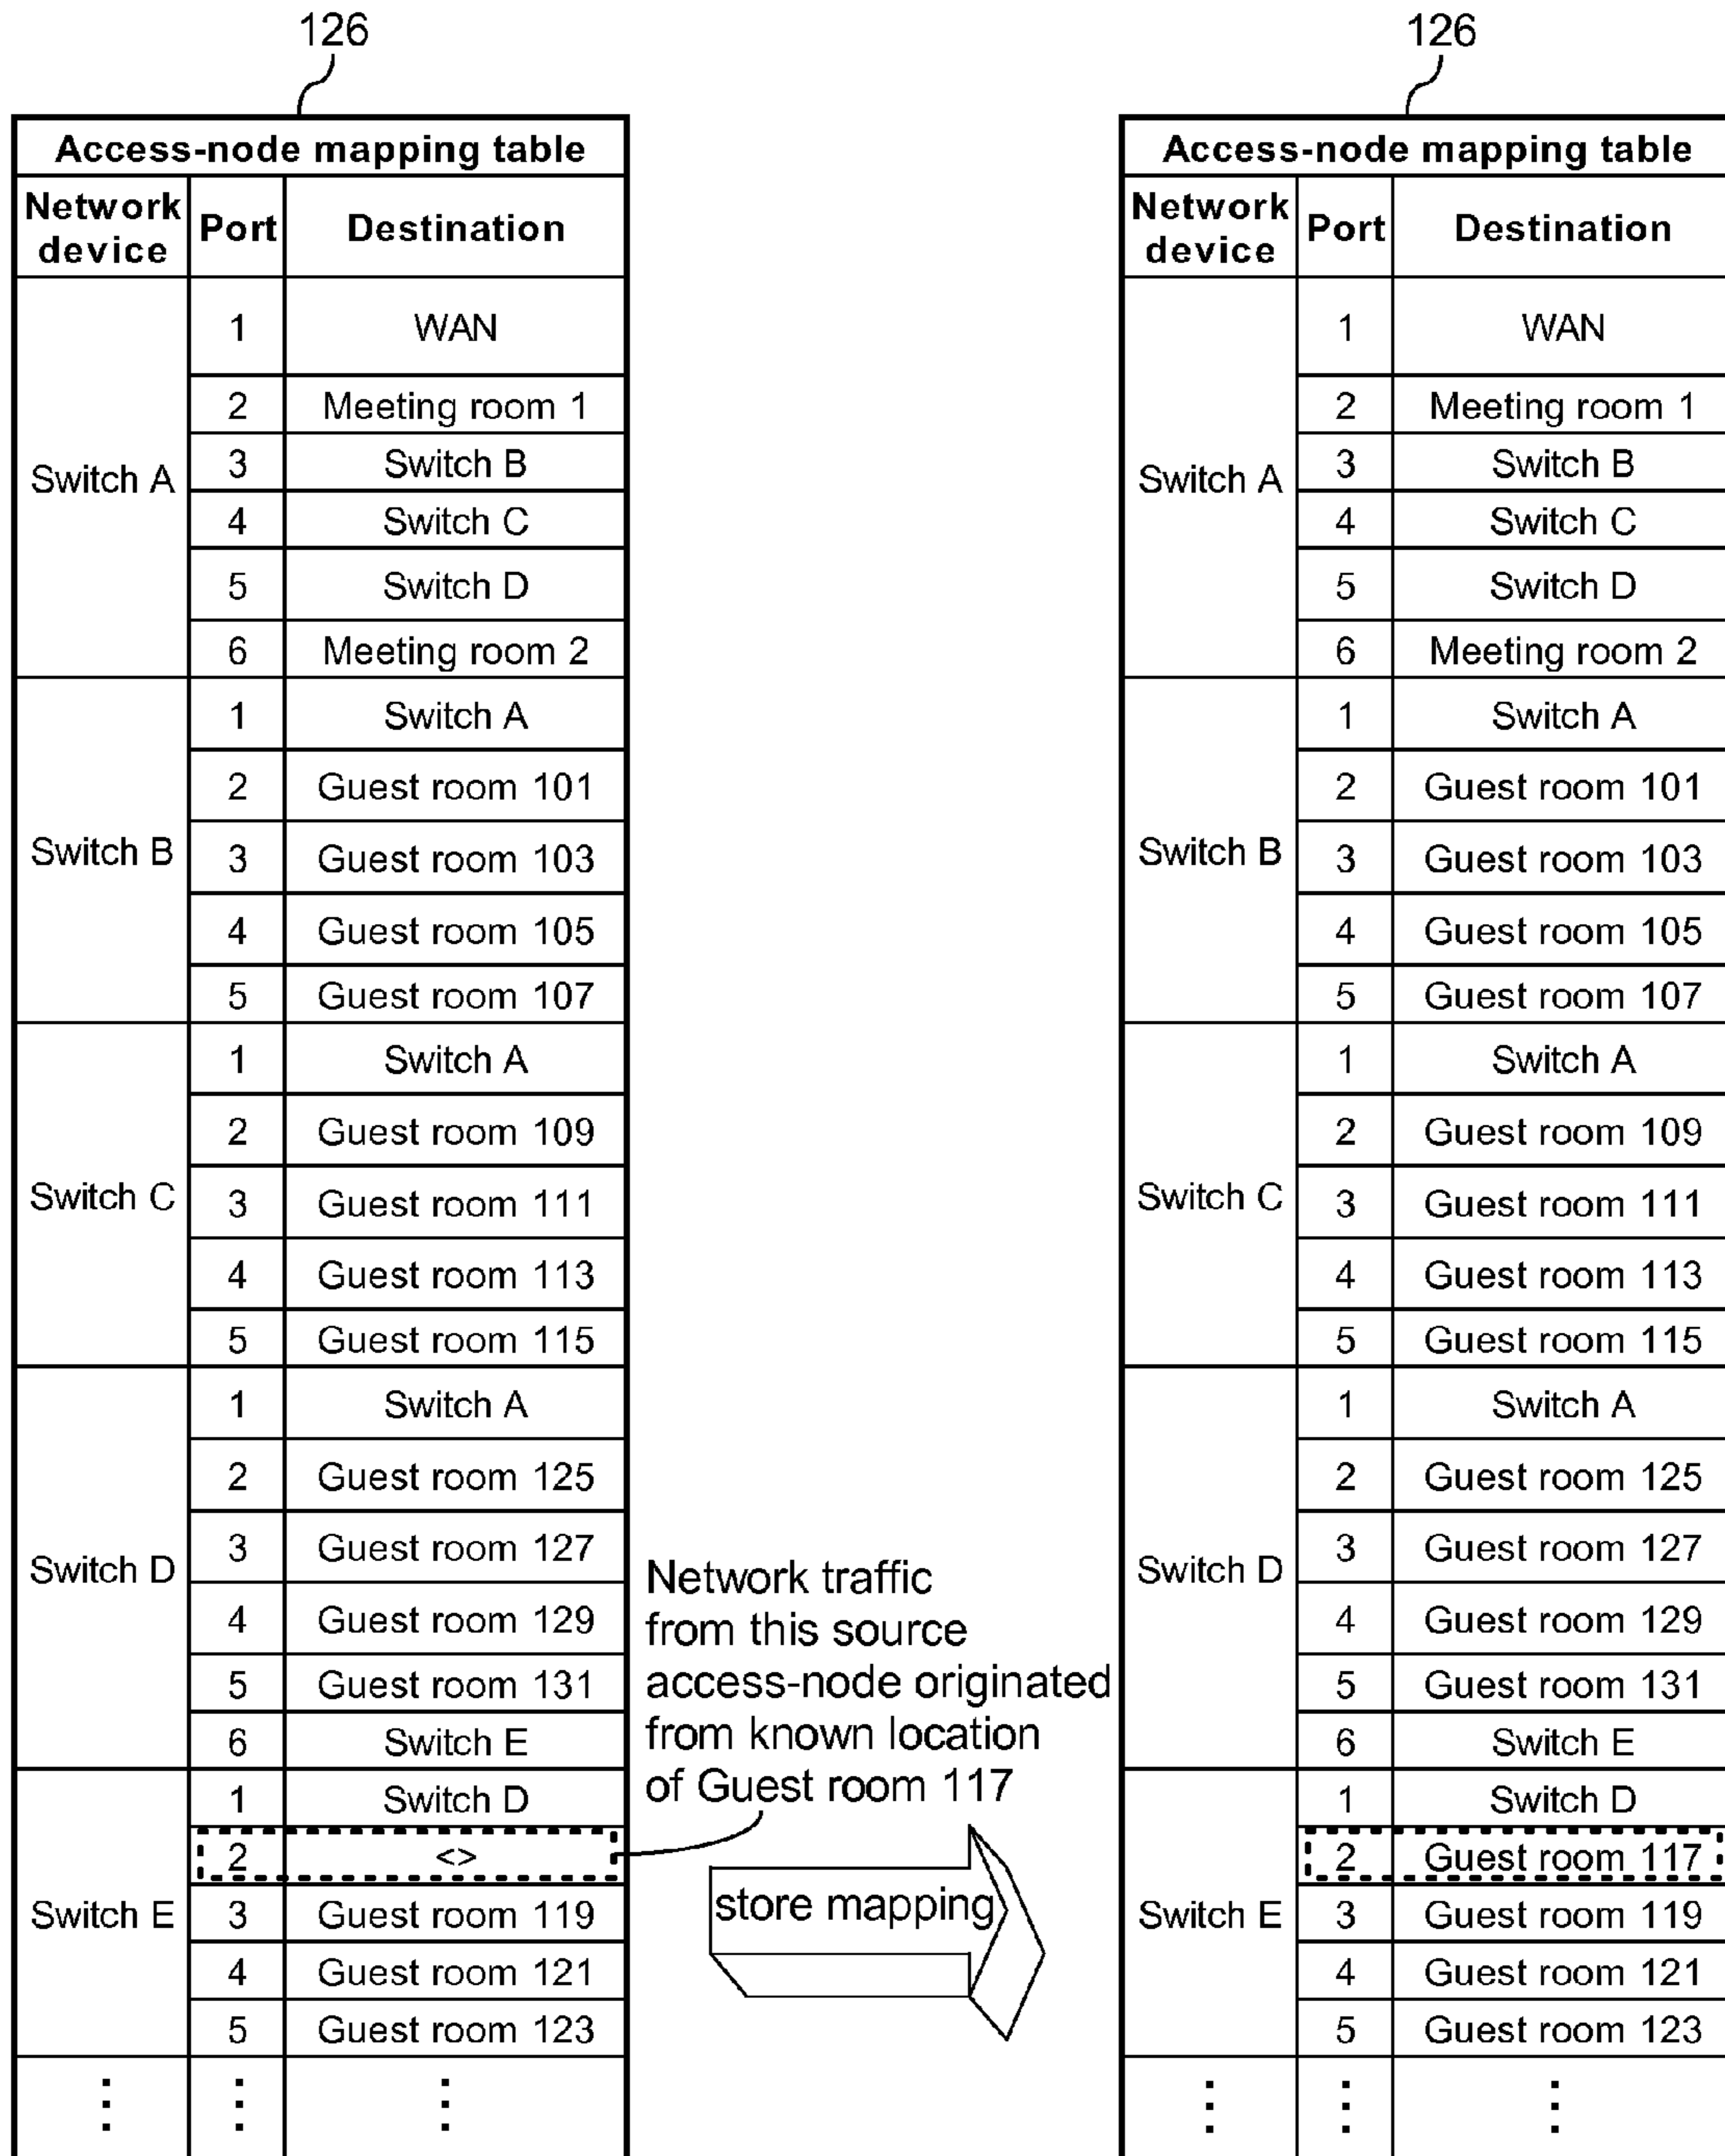 126
Access-node mapping table
Network device Port Destination
Switch A 1 WAN
2 Meeting room 1
3 Switch B
4 Switch C
5 Switch D
6 Meeting room 2
Switch B 1 Switch A
2 Guest room 101
3 Guest room 103
4 Guest room 105
5 Guest room 107
Switch C 1 Switch A
2 Guest room 109
3 Guest room 111
4 Guest room 113
5 Guest room 115
Switch D 1 Switch A
2 Guest room 125
3 Guest room 127
4 Guest room 129
5 Guest room 131
6 Switch E
Switch E 1 Switch D
2 <>
3 Guest room 119
4 Guest room 121
5 Guest room 123
⋮ ⋮ ⋮
Network traffic
from this source
access-node originated
from known location
of Guest room 117
store mapping
126
Access-node mapping table
Network device Port Destination
Switch A 1 WAN
2 Meeting room 1
3 Switch B
4 Switch C
5 Switch D
6 Meeting room 2
Switch B 1 Switch A
2 Guest room 101
3 Guest room 103
4 Guest room 105
5 Guest room 107
Switch C 1 Switch A
2 Guest room 109
3 Guest room 111
4 Guest room 113
5 Guest room 115
Switch D 1 Switch A
2 Guest room 125
3 Guest room 127
4 Guest room 129
5 Guest room 131
6 Switch E
Switch E 1 Switch D
2 Guest room 117
3 Guest room 119
4 Guest room 121
5 Guest room 123
⋮ ⋮ ⋮